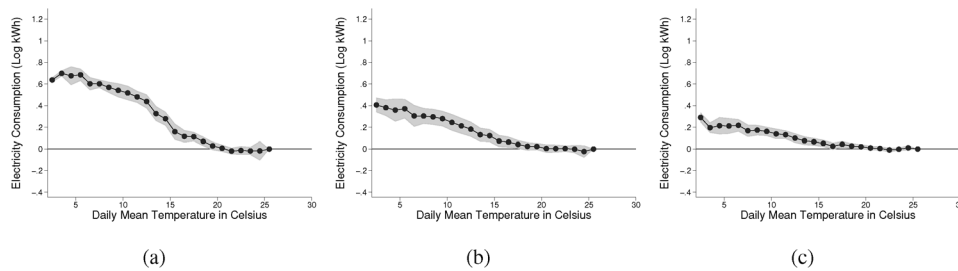 1.2
1
.8
.6
.4
.2
0
-.2
-.4
Electricity Consumption (Log kWh)
5 10 15 20 25 30
Daily Mean Temperature in Celsius
(a)
1.2
1
.8
.6
.4
.2
0
-.2
-.4
Electricity Consumption (Log kWh)
5 10 15 20 25 30
Daily Mean Temperature in Celsius
(b)
1.2
1
.8
.6
.4
.2
0
-.2
-.4
Electricity Consumption (Log kWh)
5 10 15 20 25 30
Daily Mean Temperature in Celsius
(c)